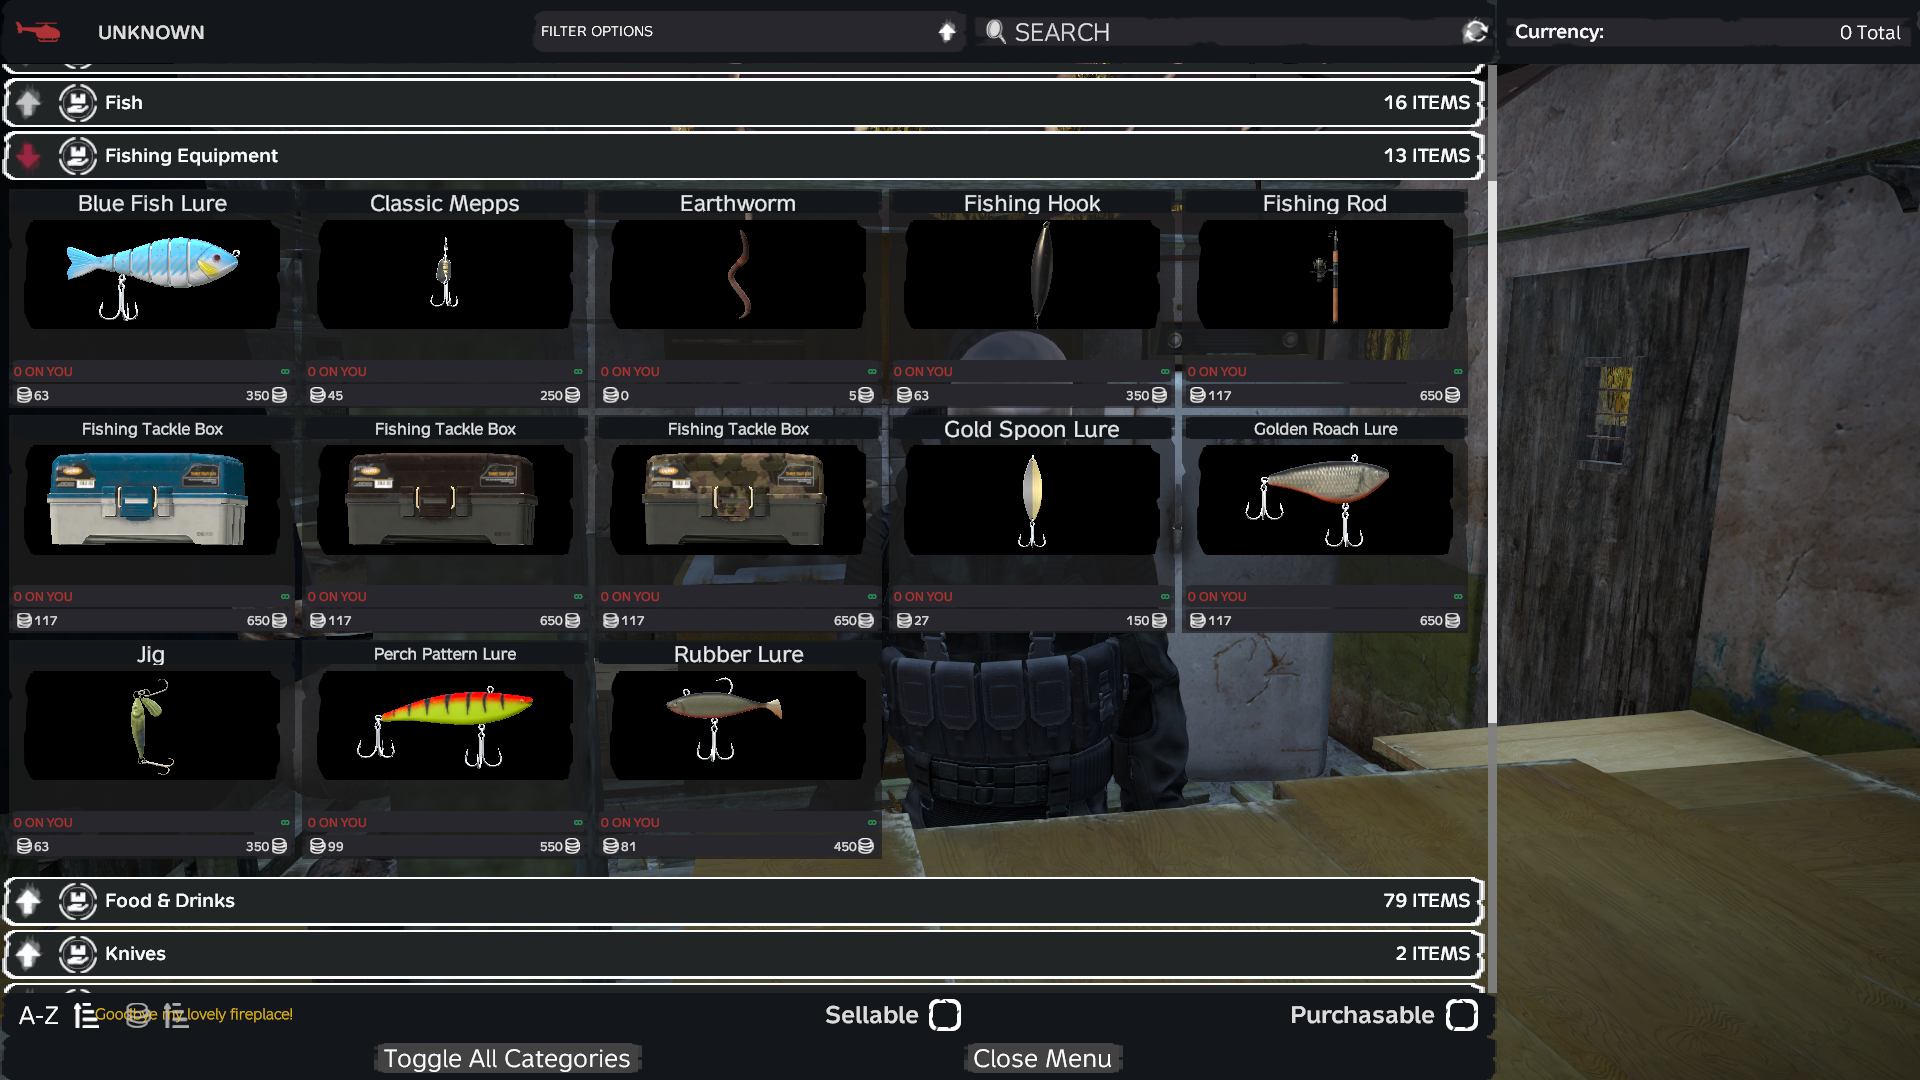 UNKNOWN
FILTER OPTIONS
SEARCH
Currency:
0 Total
Fish
16 ITEMS
Fishing Equipment
13 ITEMS
Blue Fish Lure
Classic Mepps
Earthworm
Fishing Hook
Fishing Rod
0 ON YOU ∞
0 ON YOU ∞
0 ON YOU ∞
0 ON YOU ∞
0 ON YOU ∞
63 350
45 250
0 5
63 350
117 650
Fishing Tackle Box
Fishing Tackle Box
Fishing Tackle Box
Gold Spoon Lure
Golden Roach Lure
0 ON YOU ∞
0 ON YOU ∞
0 ON YOU ∞
0 ON YOU ∞
0 ON YOU ∞
117 650
117 650
117 650
27 150
117 650
Jig
Perch Pattern Lure
Rubber Lure
0 ON YOU ∞
0 ON YOU ∞
0 ON YOU ∞
63 350
99 550
81 450
Food & Drinks
79 ITEMS
Knives
2 ITEMS
A-Z
Goodbye my lovely fireplace!
Sellable
Purchasable
Toggle All Categories
Close Menu